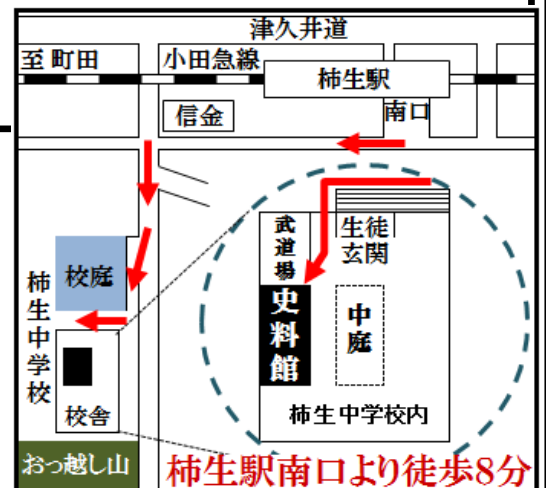 津久井道
至 町田
小田急線
柿生駅
信金
南口
武道場
生徒
玄関
校庭
柿生中学校
史料館
中庭
校舎
柿生中学校内
おっ越し山
柿生駅南口より徒歩8分